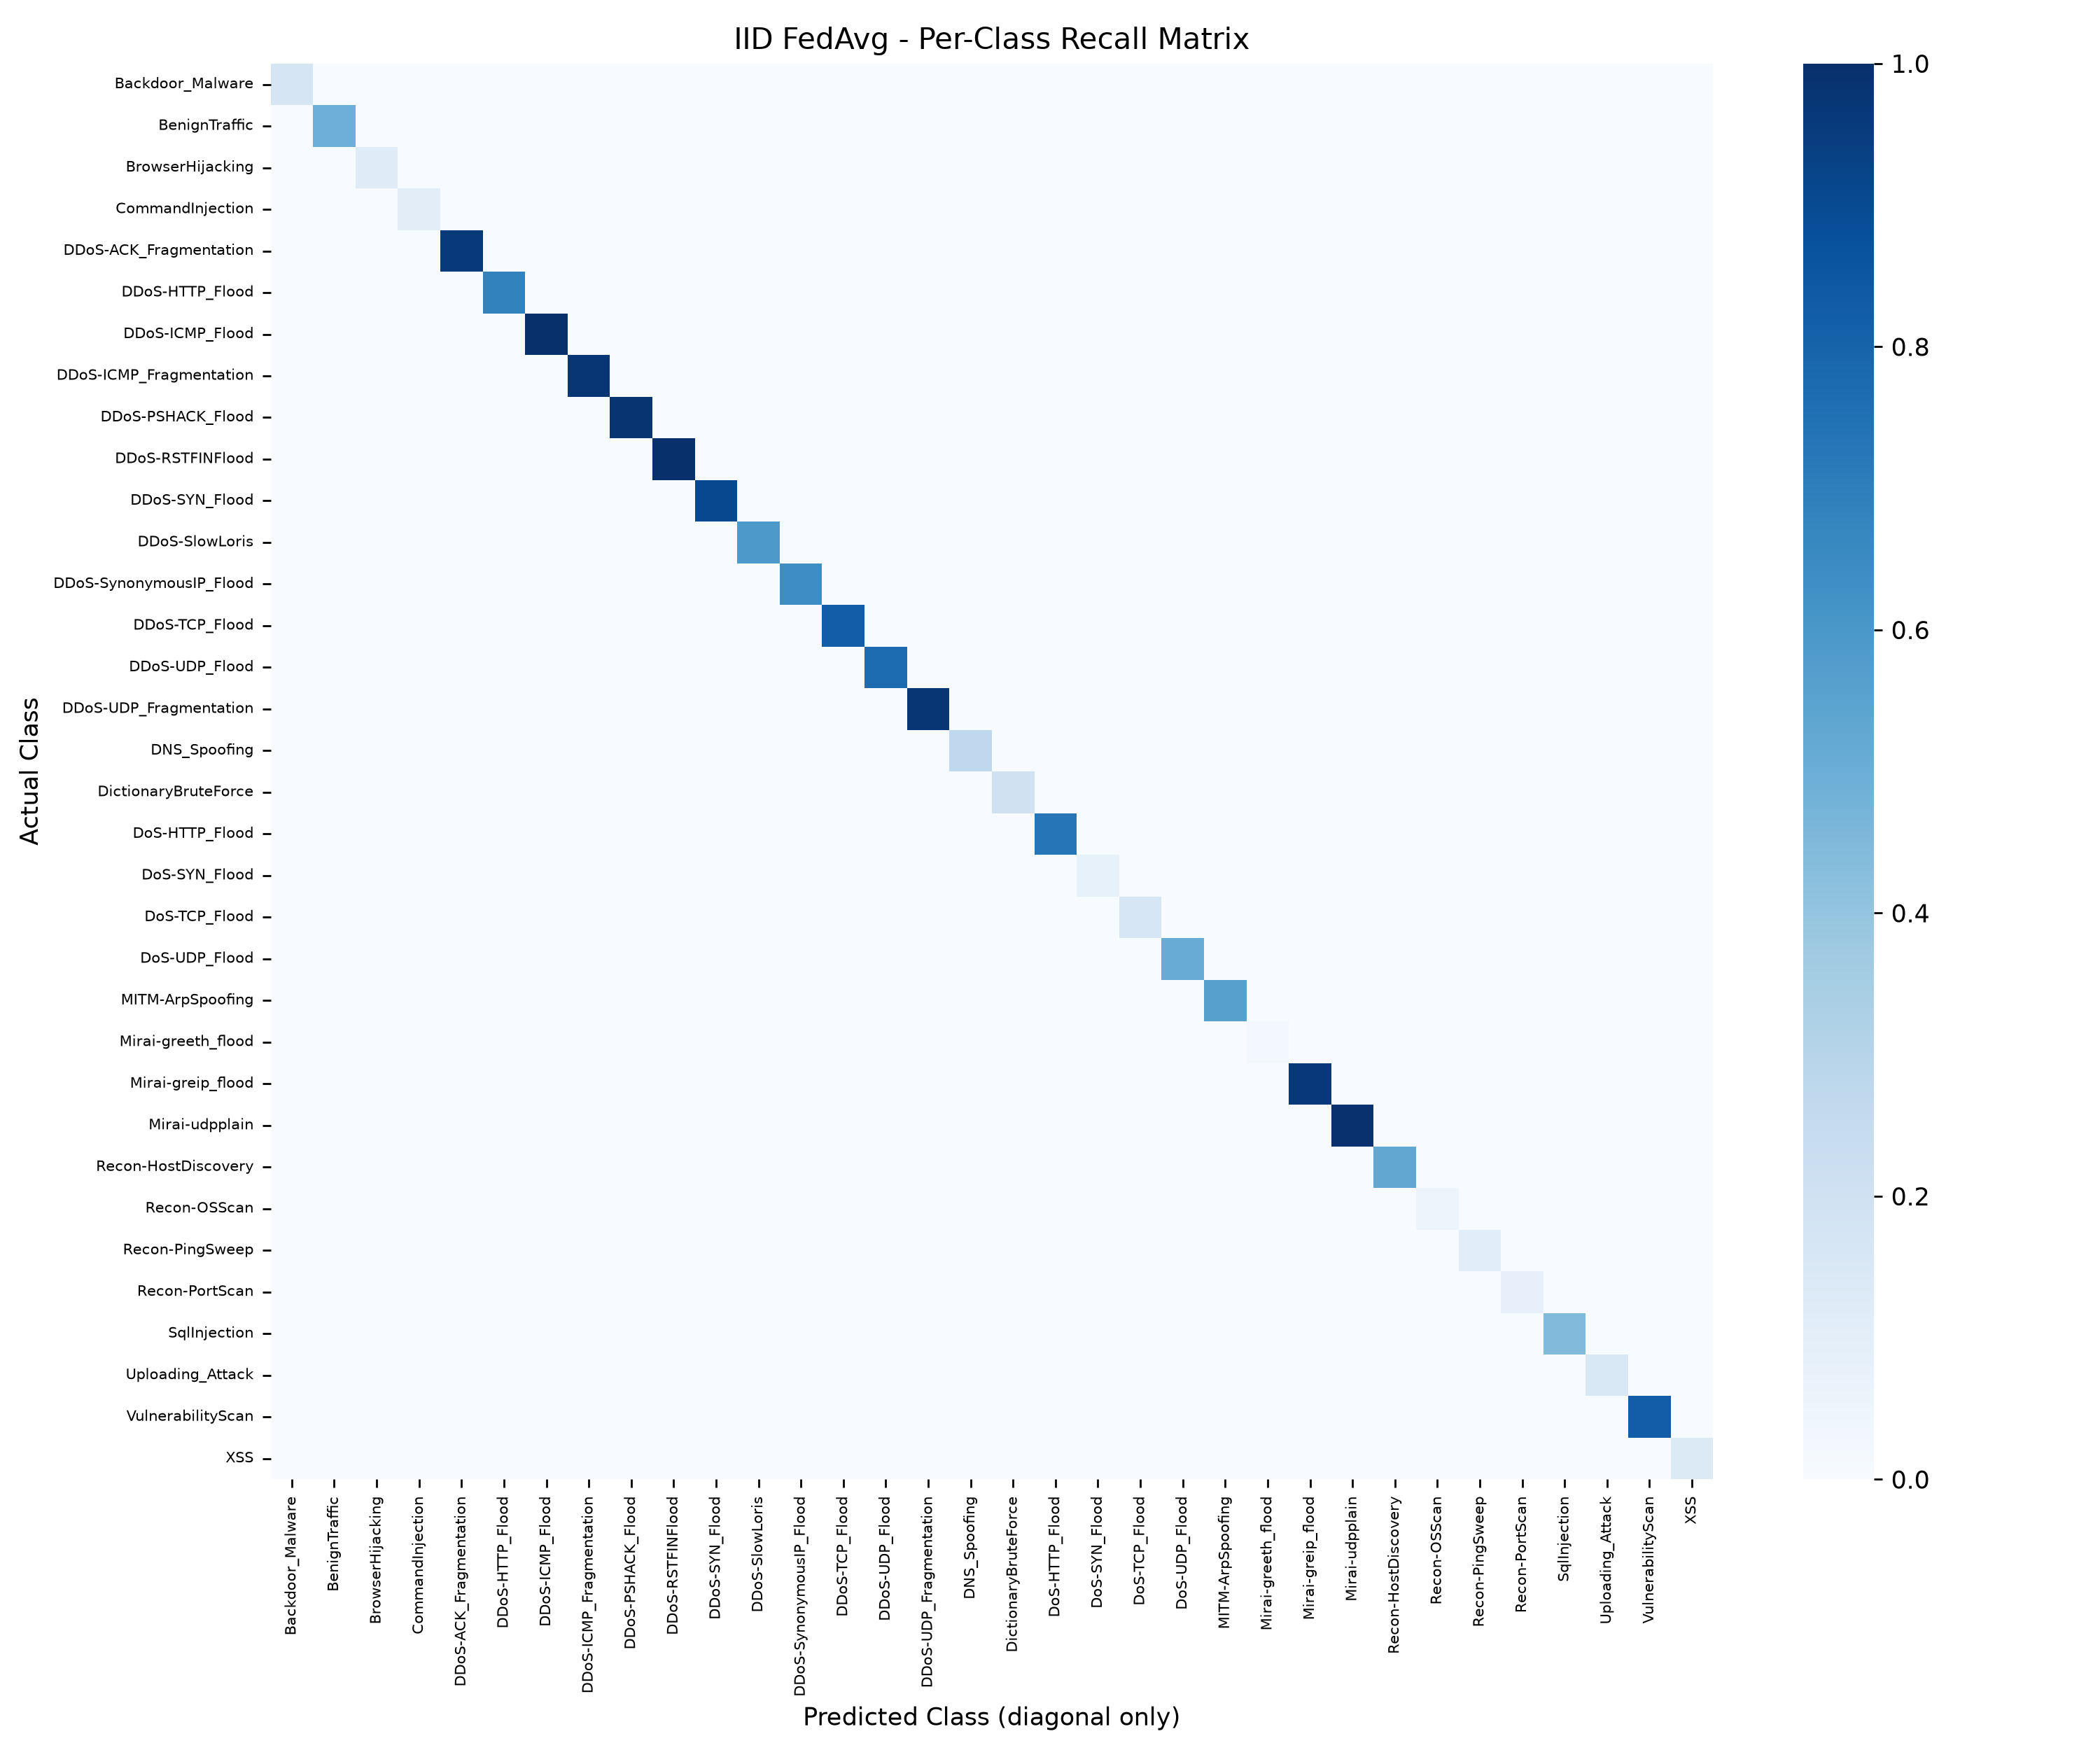 IID FedAvg - Per-Class Recall Matrix
Actual Class
Backdoor_Malware
BenignTraffic
BrowserHijacking
CommandInjection
DDoS-ACK_Fragmentation
DDoS-HTTP_Flood
DDoS-ICMP_Flood
DDoS-ICMP_Fragmentation
DDoS-PSHACK_Flood
DDoS-RSTFINFlood
DDoS-SYN_Flood
DDoS-SlowLoris
DDoS-SynonymousIP_Flood
DDoS-TCP_Flood
DDoS-UDP_Flood
DDoS-UDP_Fragmentation
DNS_Spoofing
DictionaryBruteForce
DoS-HTTP_Flood
DoS-SYN_Flood
DoS-TCP_Flood
DoS-UDP_Flood
MITM-ArpSpoofing
Mirai-greeth_flood
Mirai-greip_flood
Mirai-udpplain
Recon-HostDiscovery
Recon-OSScan
Recon-PingSweep
Recon-PortScan
SqlInjection
Uploading_Attack
VulnerabilityScan
XSS
Backdoor_Malware
BenignTraffic
BrowserHijacking
CommandInjection
DDoS-ACK_Fragmentation
DDoS-HTTP_Flood
DDoS-ICMP_Flood
DDoS-ICMP_Fragmentation
DDoS-PSHACK_Flood
DDoS-RSTFINFlood
DDoS-SYN_Flood
DDoS-SlowLoris
DDoS-SynonymousIP_Flood
DDoS-TCP_Flood
DDoS-UDP_Flood
DDoS-UDP_Fragmentation
DNS_Spoofing
DictionaryBruteForce
DoS-HTTP_Flood
DoS-SYN_Flood
DoS-TCP_Flood
DoS-UDP_Flood
MITM-ArpSpoofing
Mirai-greeth_flood
Mirai-greip_flood
Mirai-udpplain
Recon-HostDiscovery
Recon-OSScan
Recon-PingSweep
Recon-PortScan
SqlInjection
Uploading_Attack
VulnerabilityScan
XSS
Predicted Class (diagonal only)
1.0
0.8
0.6
0.4
0.2
0.0